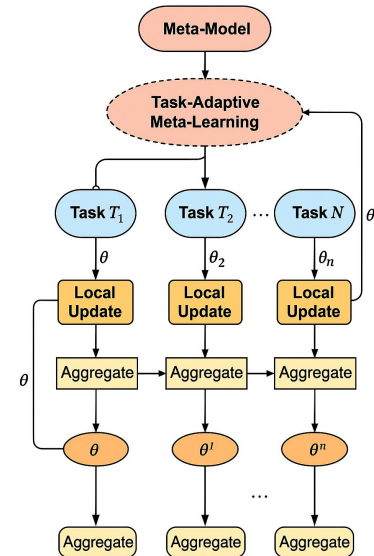 Meta-Model
Task-Adaptive
Meta-Learning
Task T₁
Task T₂
...
Task N
θ
θ
θ₂
θₙ
Local
Update
Local
Update
Local
Update
θ
Aggregate
Aggregate
Aggregate
θ
θ¹
θⁿ
...
Aggregate
Aggregate
Aggregate